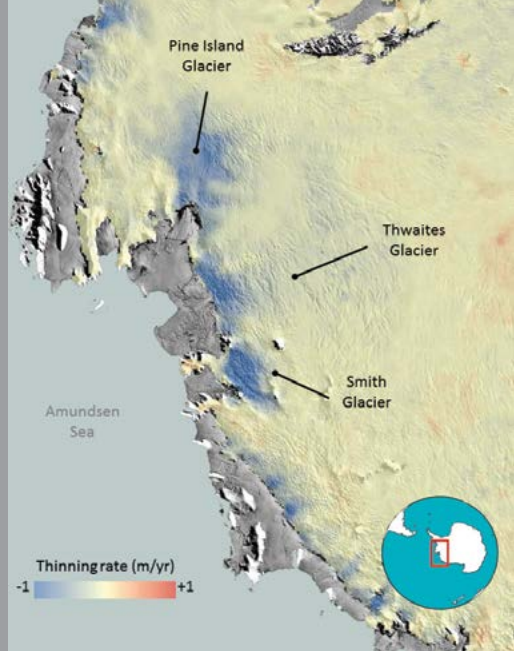 Pine Island
Glacier
Thwaites
Glacier
Smith
Glacier
Amundsen
Sea
Thinning rate (m/yr)
-1
+1